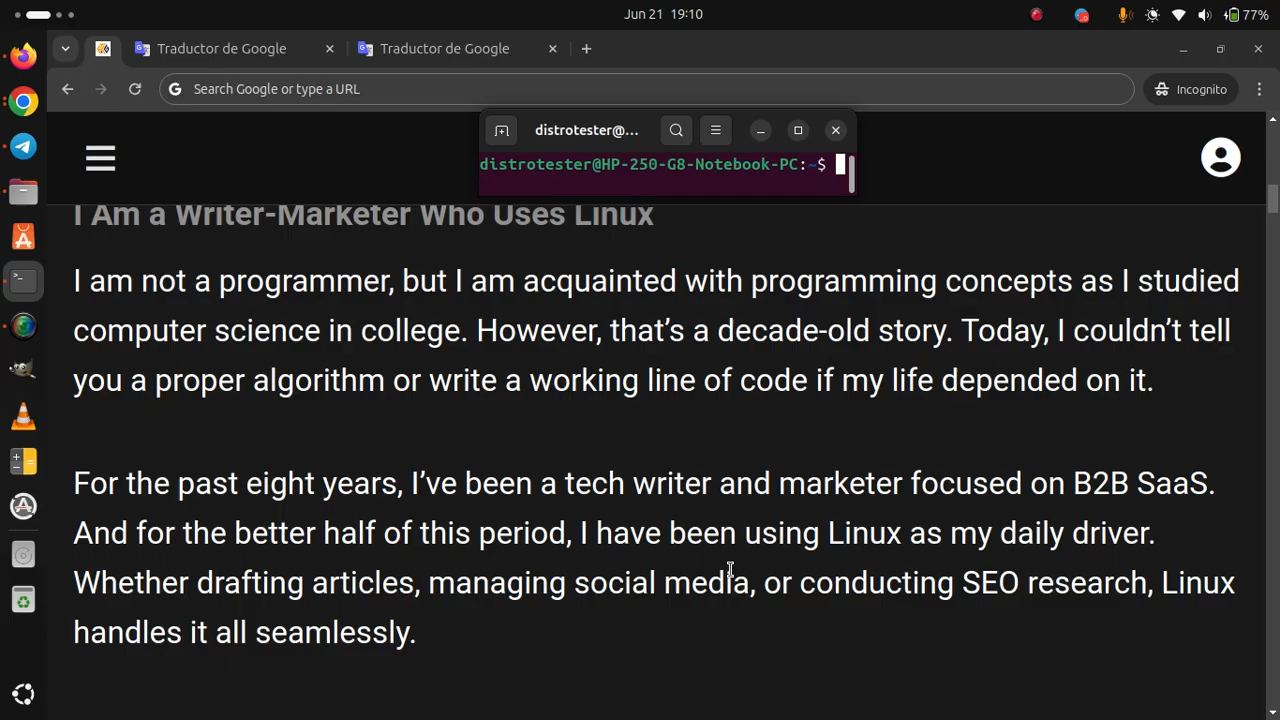 Jun 21 19:10
77%
Traductor de Google
Traductor de Google
Search Google or type a URL
Incognito
distrotester@...
distrotester@HP-250-G8-Notebook-PC:~$
I Am a Writer-Marketer Who Uses Linux
I am not a programmer, but I am acquainted with programming concepts as I studied
computer science in college. However, that’s a decade-old story. Today, I couldn’t tell
you a proper algorithm or write a working line of code if my life depended on it.
For the past eight years, I’ve been a tech writer and marketer focused on B2B SaaS.
And for the better half of this period, I have been using Linux as my daily driver.
Whether drafting articles, managing social media, or conducting SEO research, Linux
handles it all seamlessly.